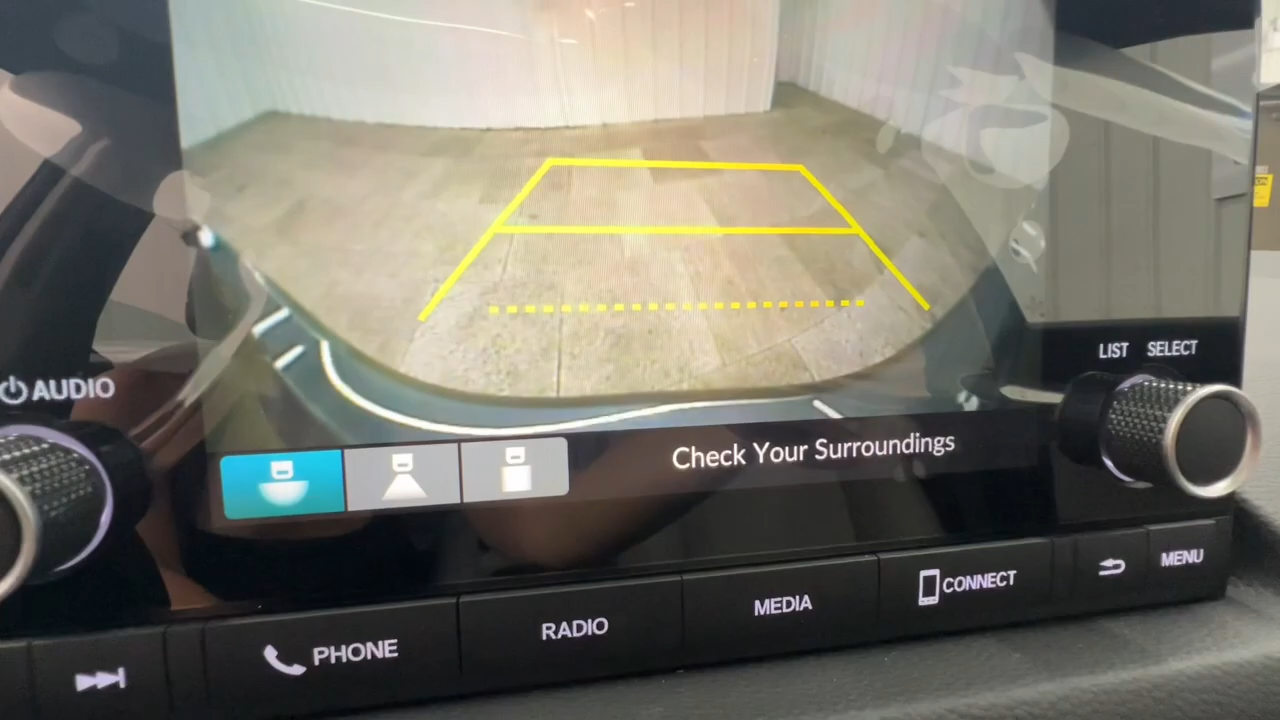 LIST SELECT
AUDIO
Check Your Surroundings
PHONE
RADIO
MEDIA
CONNECT
MENU